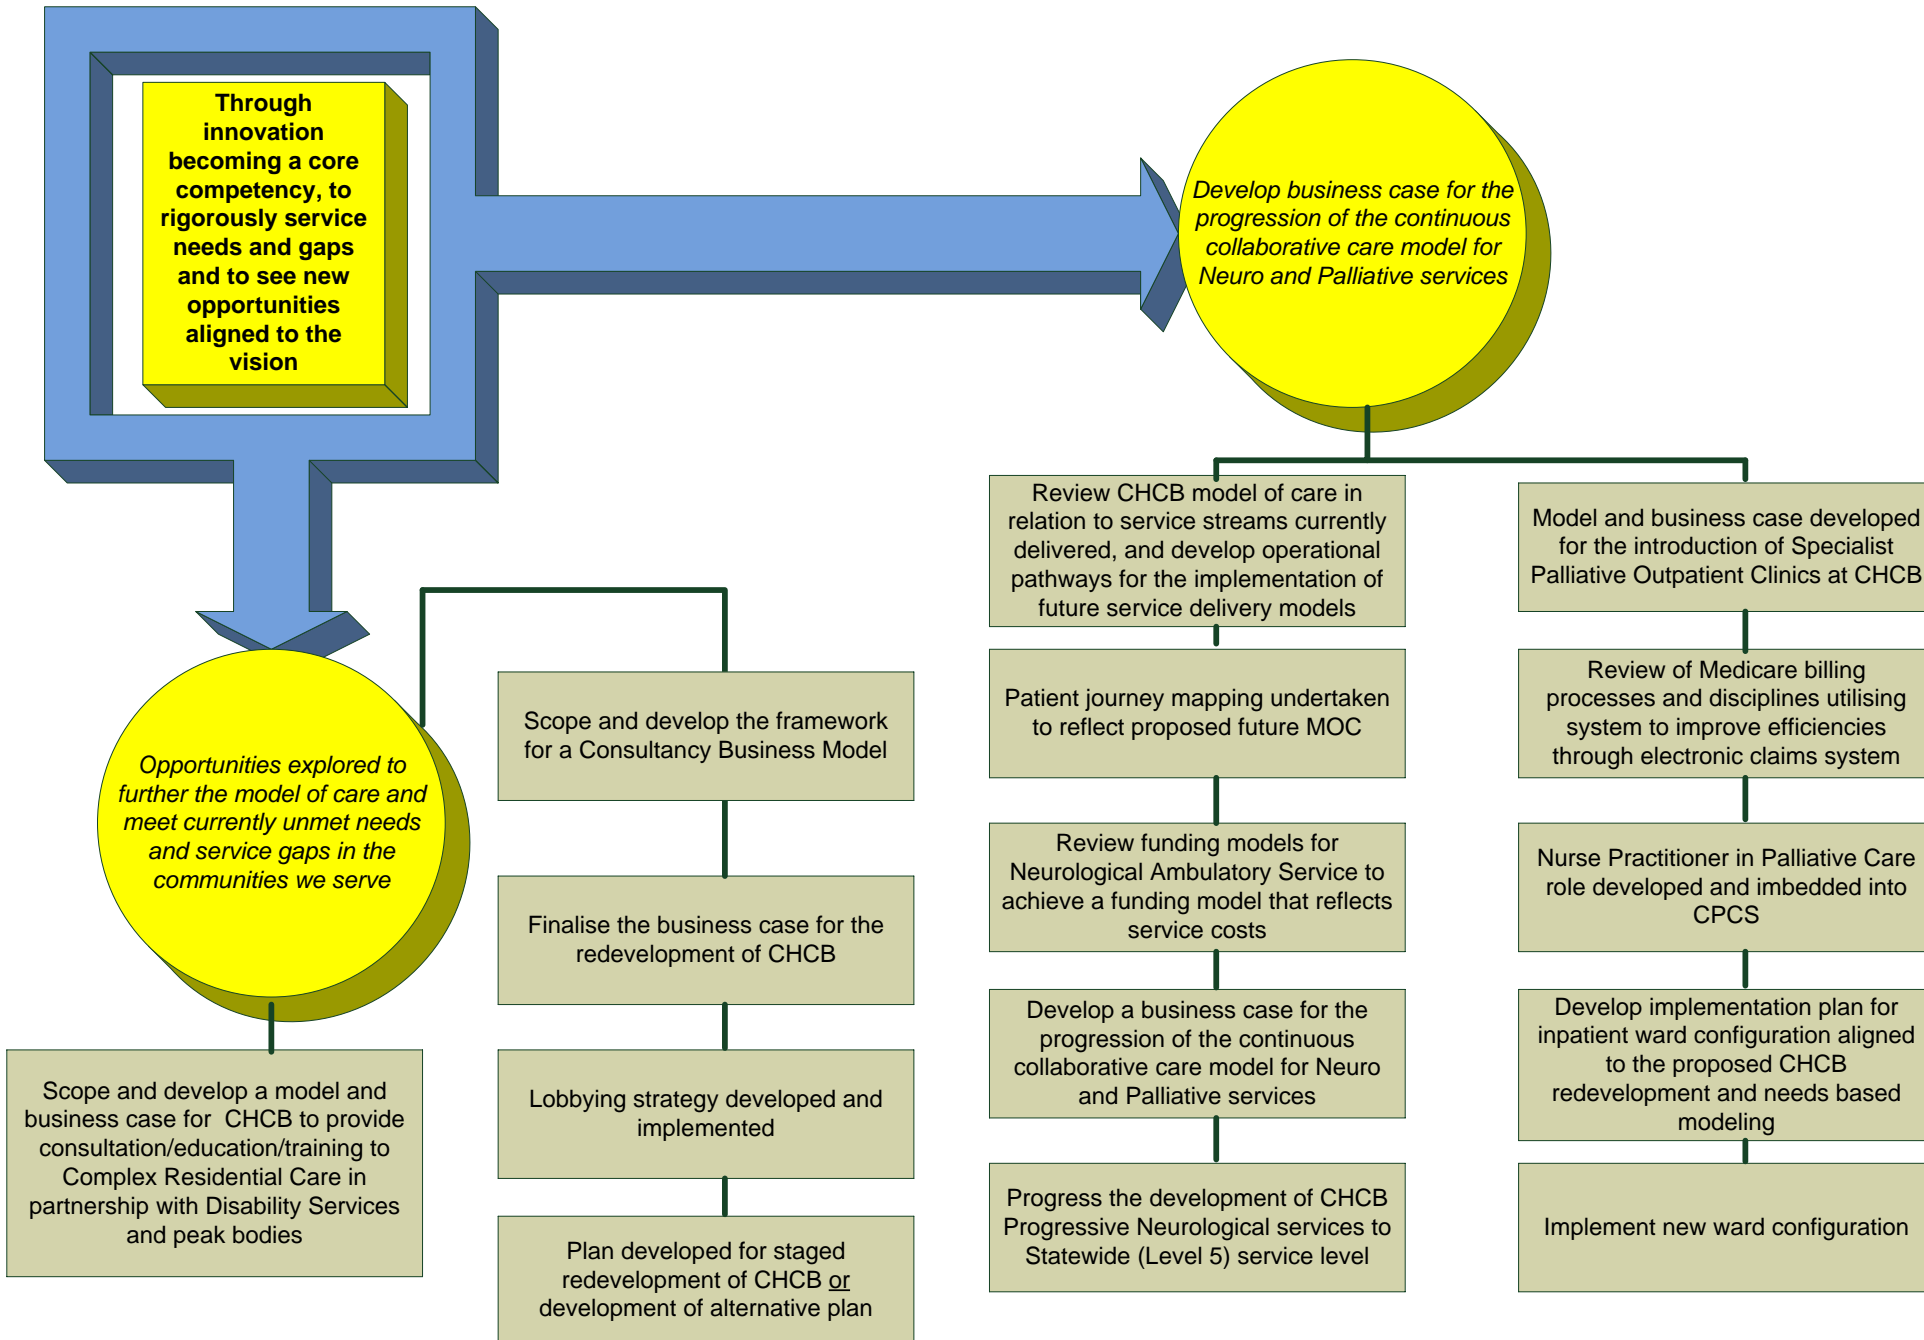 Through
innovation
becoming a core
competency, to
rigorously service
needs and gaps
and to see new
opportunities
aligned to the
vision
Develop business case for the
progression of the continuous
collaborative care model for
Neuro and Palliative services
Opportunities explored to
further the model of care and
meet currently unmet needs
and service gaps in the
communities we serve
Scope and develop a model and
business case for  CHCB to provide
consultation/education/training to
Complex Residential Care in
partnership with Disability Services
and peak bodies
Scope and develop the framework
for a Consultancy Business Model
Finalise the business case for the
redevelopment of CHCB
Lobbying strategy developed and
implemented
Plan developed for staged
redevelopment of CHCB or
development of alternative plan
Review CHCB model of care in
relation to service streams currently
delivered, and develop operational
pathways for the implementation of
future service delivery models
Patient journey mapping undertaken
to reflect proposed future MOC
Review funding models for
Neurological Ambulatory Service to
achieve a funding model that reflects
service costs
Develop a business case for the
progression of the continuous
collaborative care model for Neuro
and Palliative services
Progress the development of CHCB
Progressive Neurological services to
Statewide (Level 5) service level
Model and business case developed
for the introduction of Specialist
Palliative Outpatient Clinics at CHCB
Review of Medicare billing
processes and disciplines utilising
system to improve efficiencies
through electronic claims system
Nurse Practitioner in Palliative Care
role developed and imbedded into
CPCS
Develop implementation plan for
inpatient ward configuration aligned
to the proposed CHCB
redevelopment and needs based
modeling
Implement new ward configuration